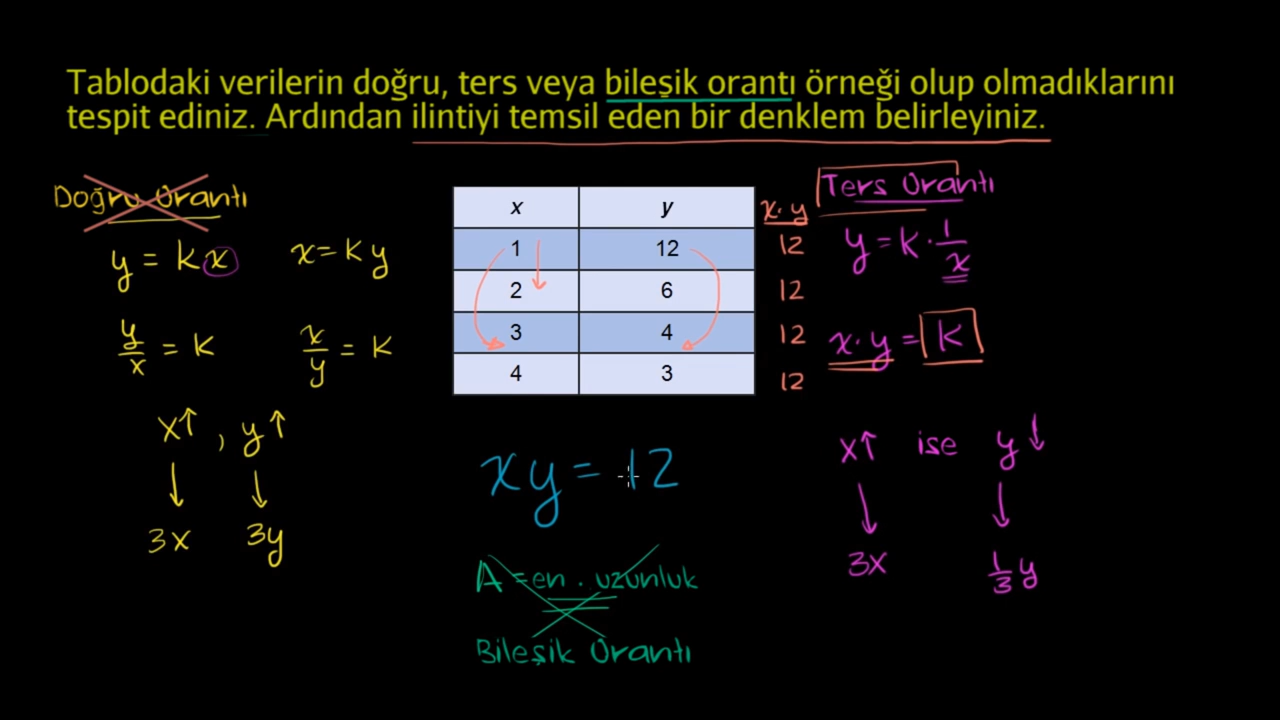 Tablodaki verilerin doğru, ters veya bileşik orantı örneği olup olmadıklarını
tespit ediniz. Ardından ilintiyi temsil eden bir denklem belirleyiniz.
Doğru Orantı
y = kx x = ky
y/x = k x/y = k
x↑, y↑
↓ ↓
3x 3y
x y
1 12
2 6
3 4
4 3
x·y
12
12
12
12
xy = 12
A = en . uzunluk
Bileşik Orantı
Ters Orantı
y = k · 1/x
x·y = k
x↑ ise y↓
↓ ↓
3x 1/3 y